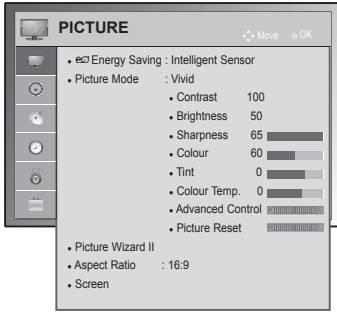 PICTURE
Move OK
• Energy Saving : Intelligent Sensor
• Picture Mode : Vivid
• Contrast 100
• Brightness 50
• Sharpness 65
• Colour 60
• Tint 0
• Colour Temp. 0
• Advanced Control
• Picture Reset
• Picture Wizard II
• Aspect Ratio : 16:9
• Screen